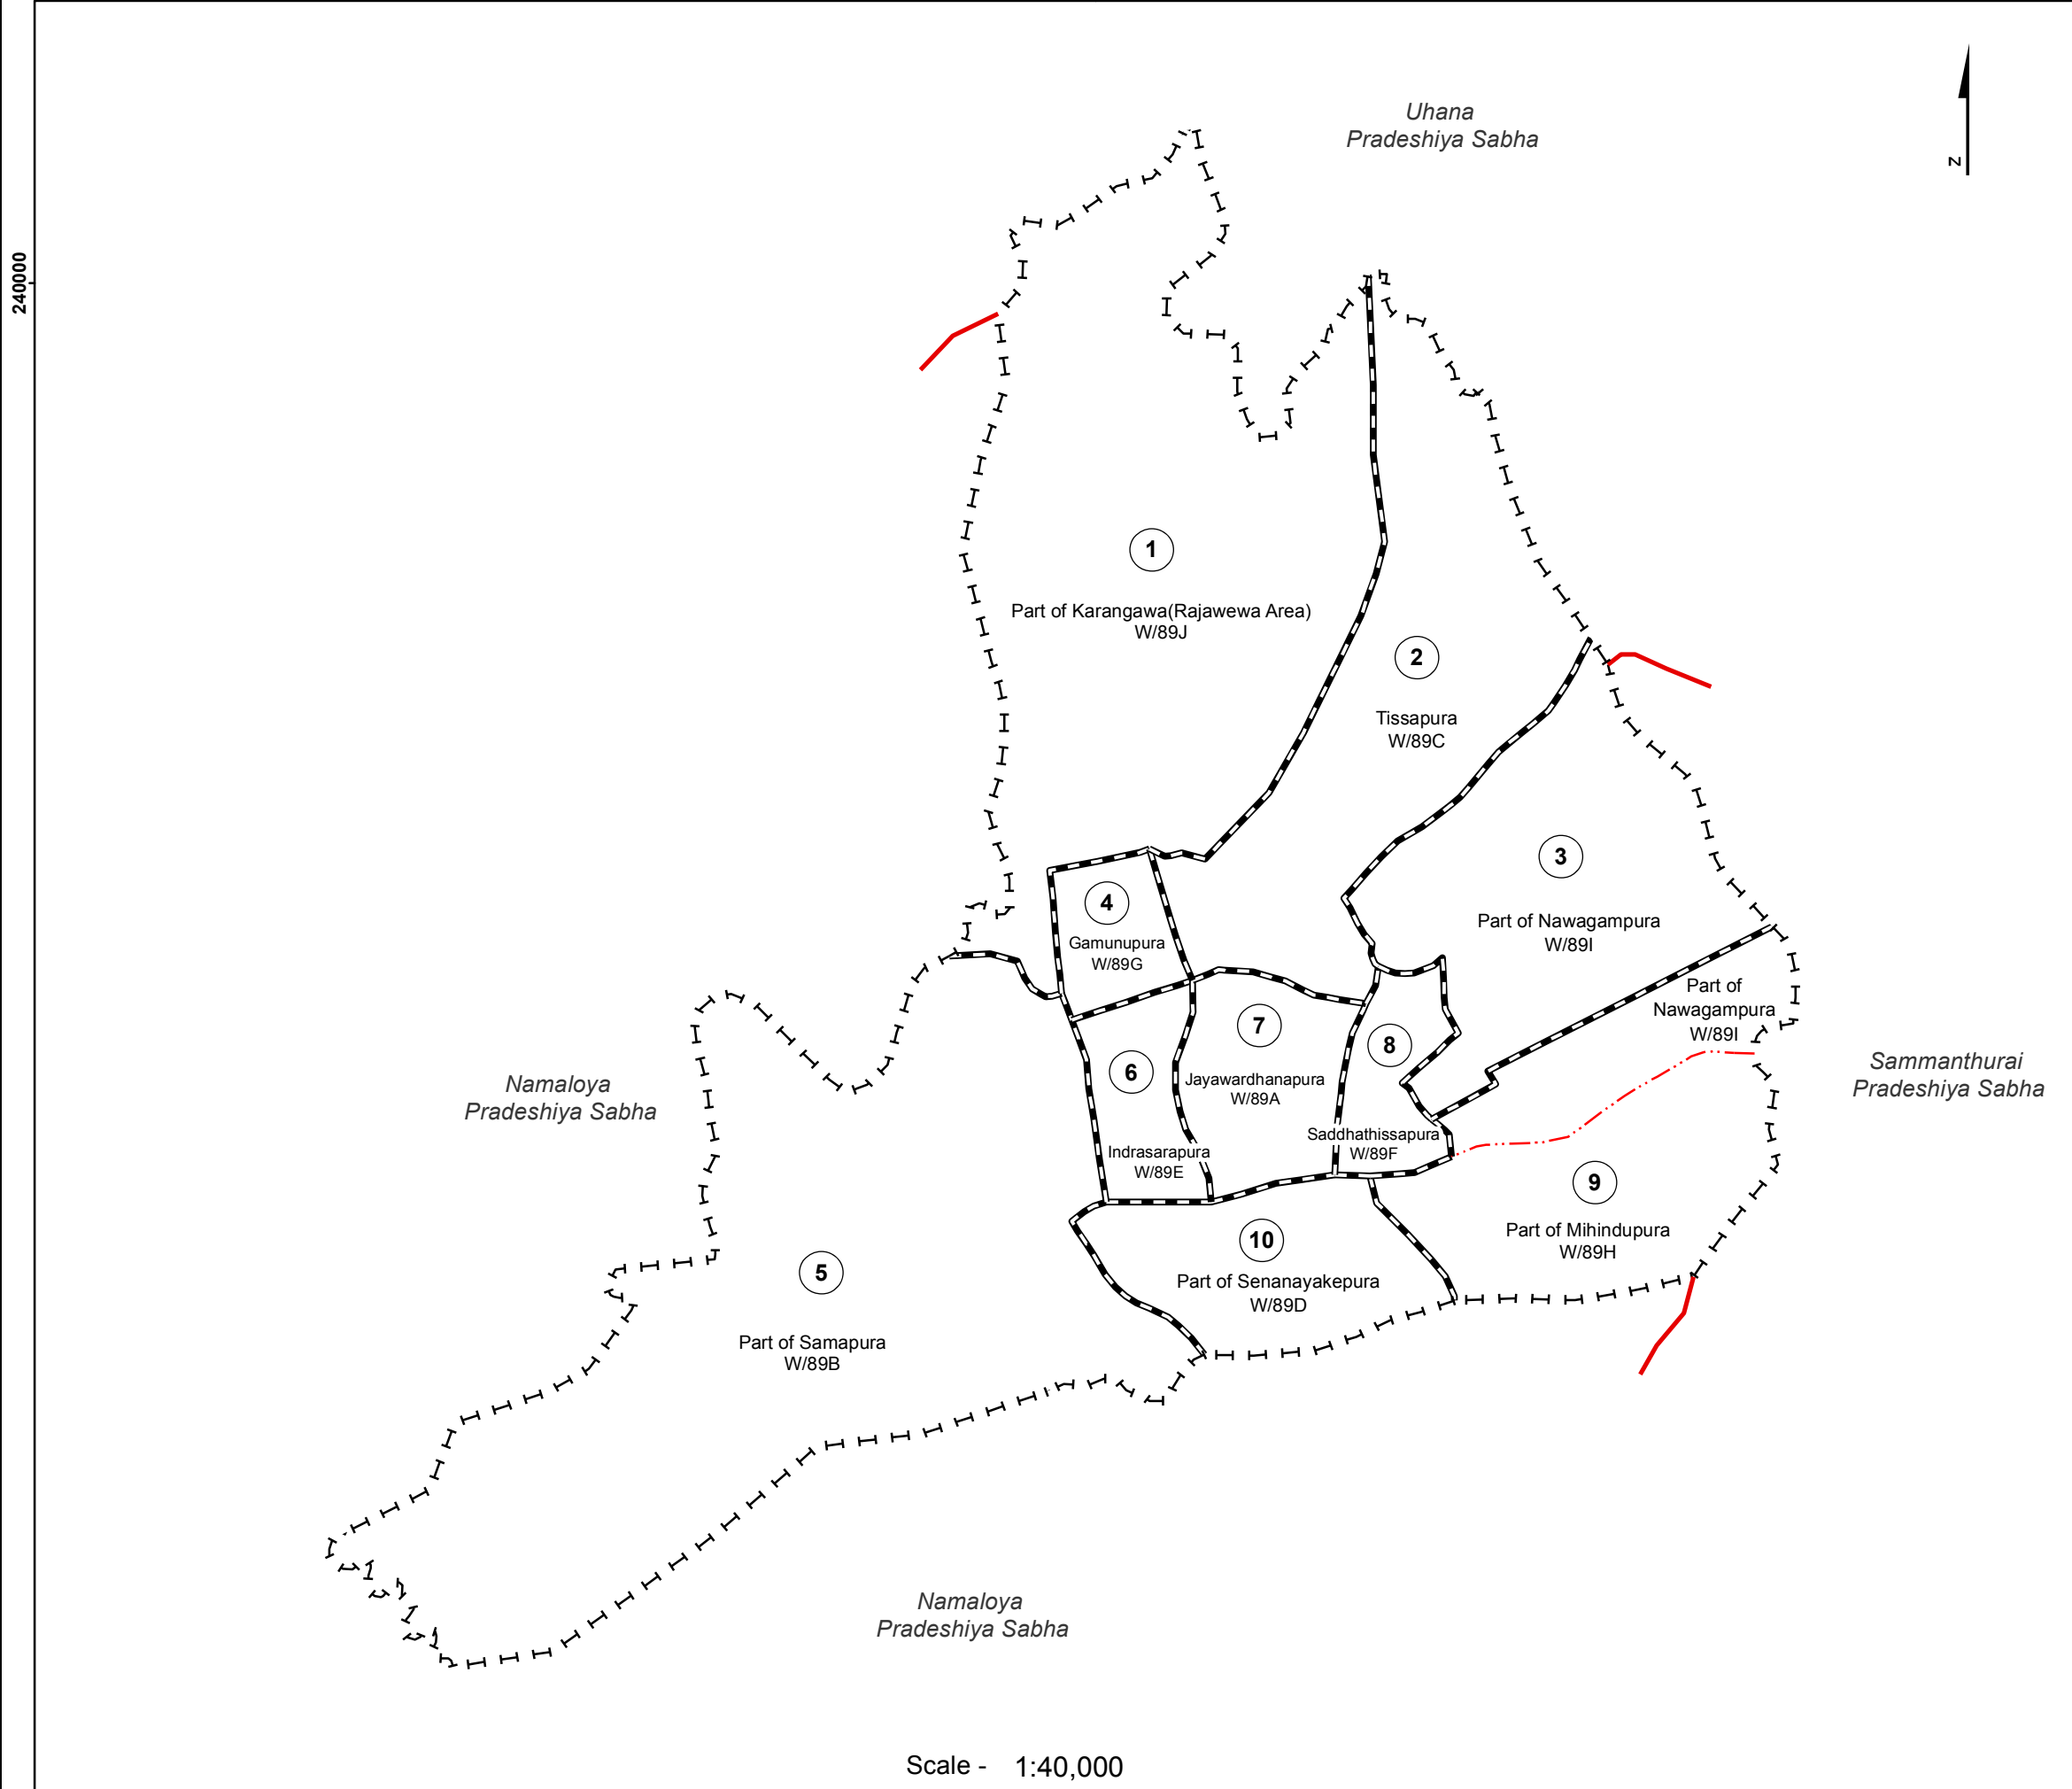 Uhana
Pradeshiya Sabha
N
240000
1
Part of Karangawa(Rajawewa Area)
W/89J
2
Tissapura
W/89C
3
Part of Nawagampura
W/89I
4
Gamunupura
W/89G
Part of
Nawagampura
W/89I
7
Jayawardhanapura
W/89A
8
Saddhathissapura
W/89F
6
Indrasarapura
W/89E
Namaloya
Pradeshiya Sabha
Sammanthurai
Pradeshiya Sabha
9
Part of Mihindupura
W/89H
10
Part of Senanayakepura
W/89D
5
Part of Samapura
W/89B
Namaloya
Pradeshiya Sabha
Scale - 1:40,000